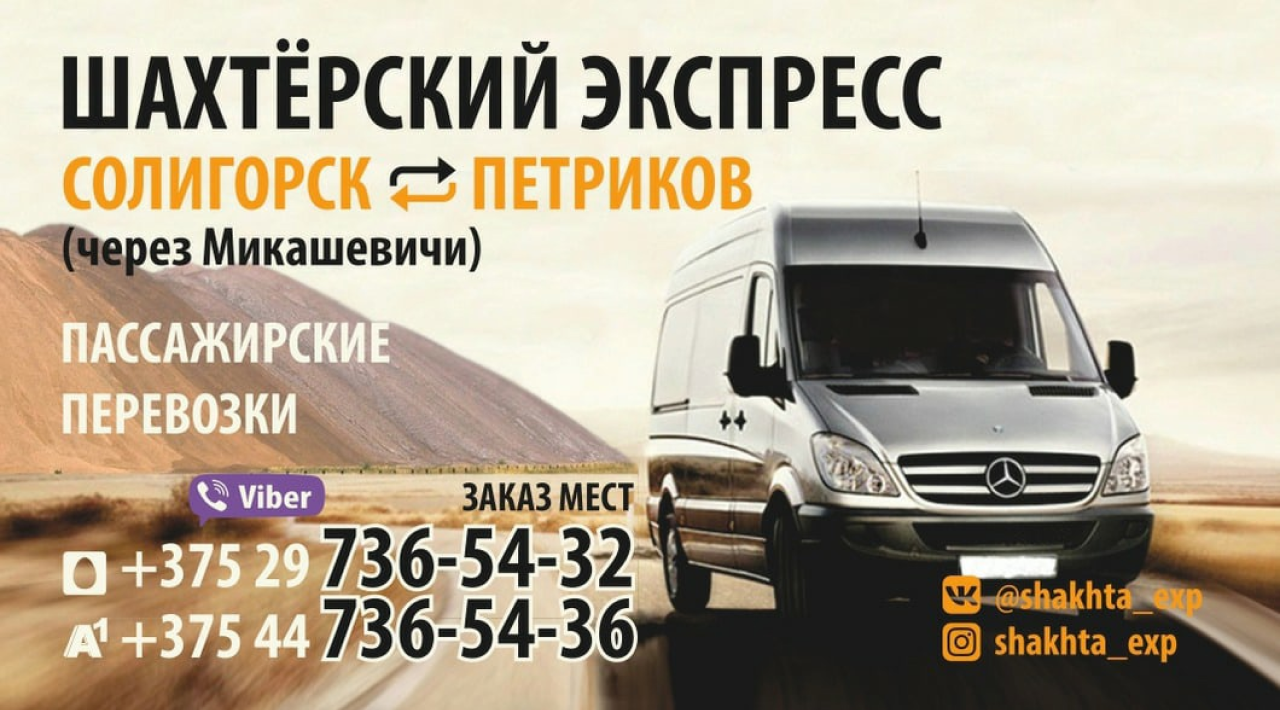 ШАХТЁРСКИЙ ЭКСПРЕСС
СОЛИГОРСК ПЕТРИКОВ
(через Микашевичи)
ПАССАЖИРСКИЕ
ПЕРЕВОЗКИ
Viber
ЗАКАЗ МЕСТ
+375 29 736-54-32
A1 +375 44 736-54-36
@shakhta_exp
shakhta_exp